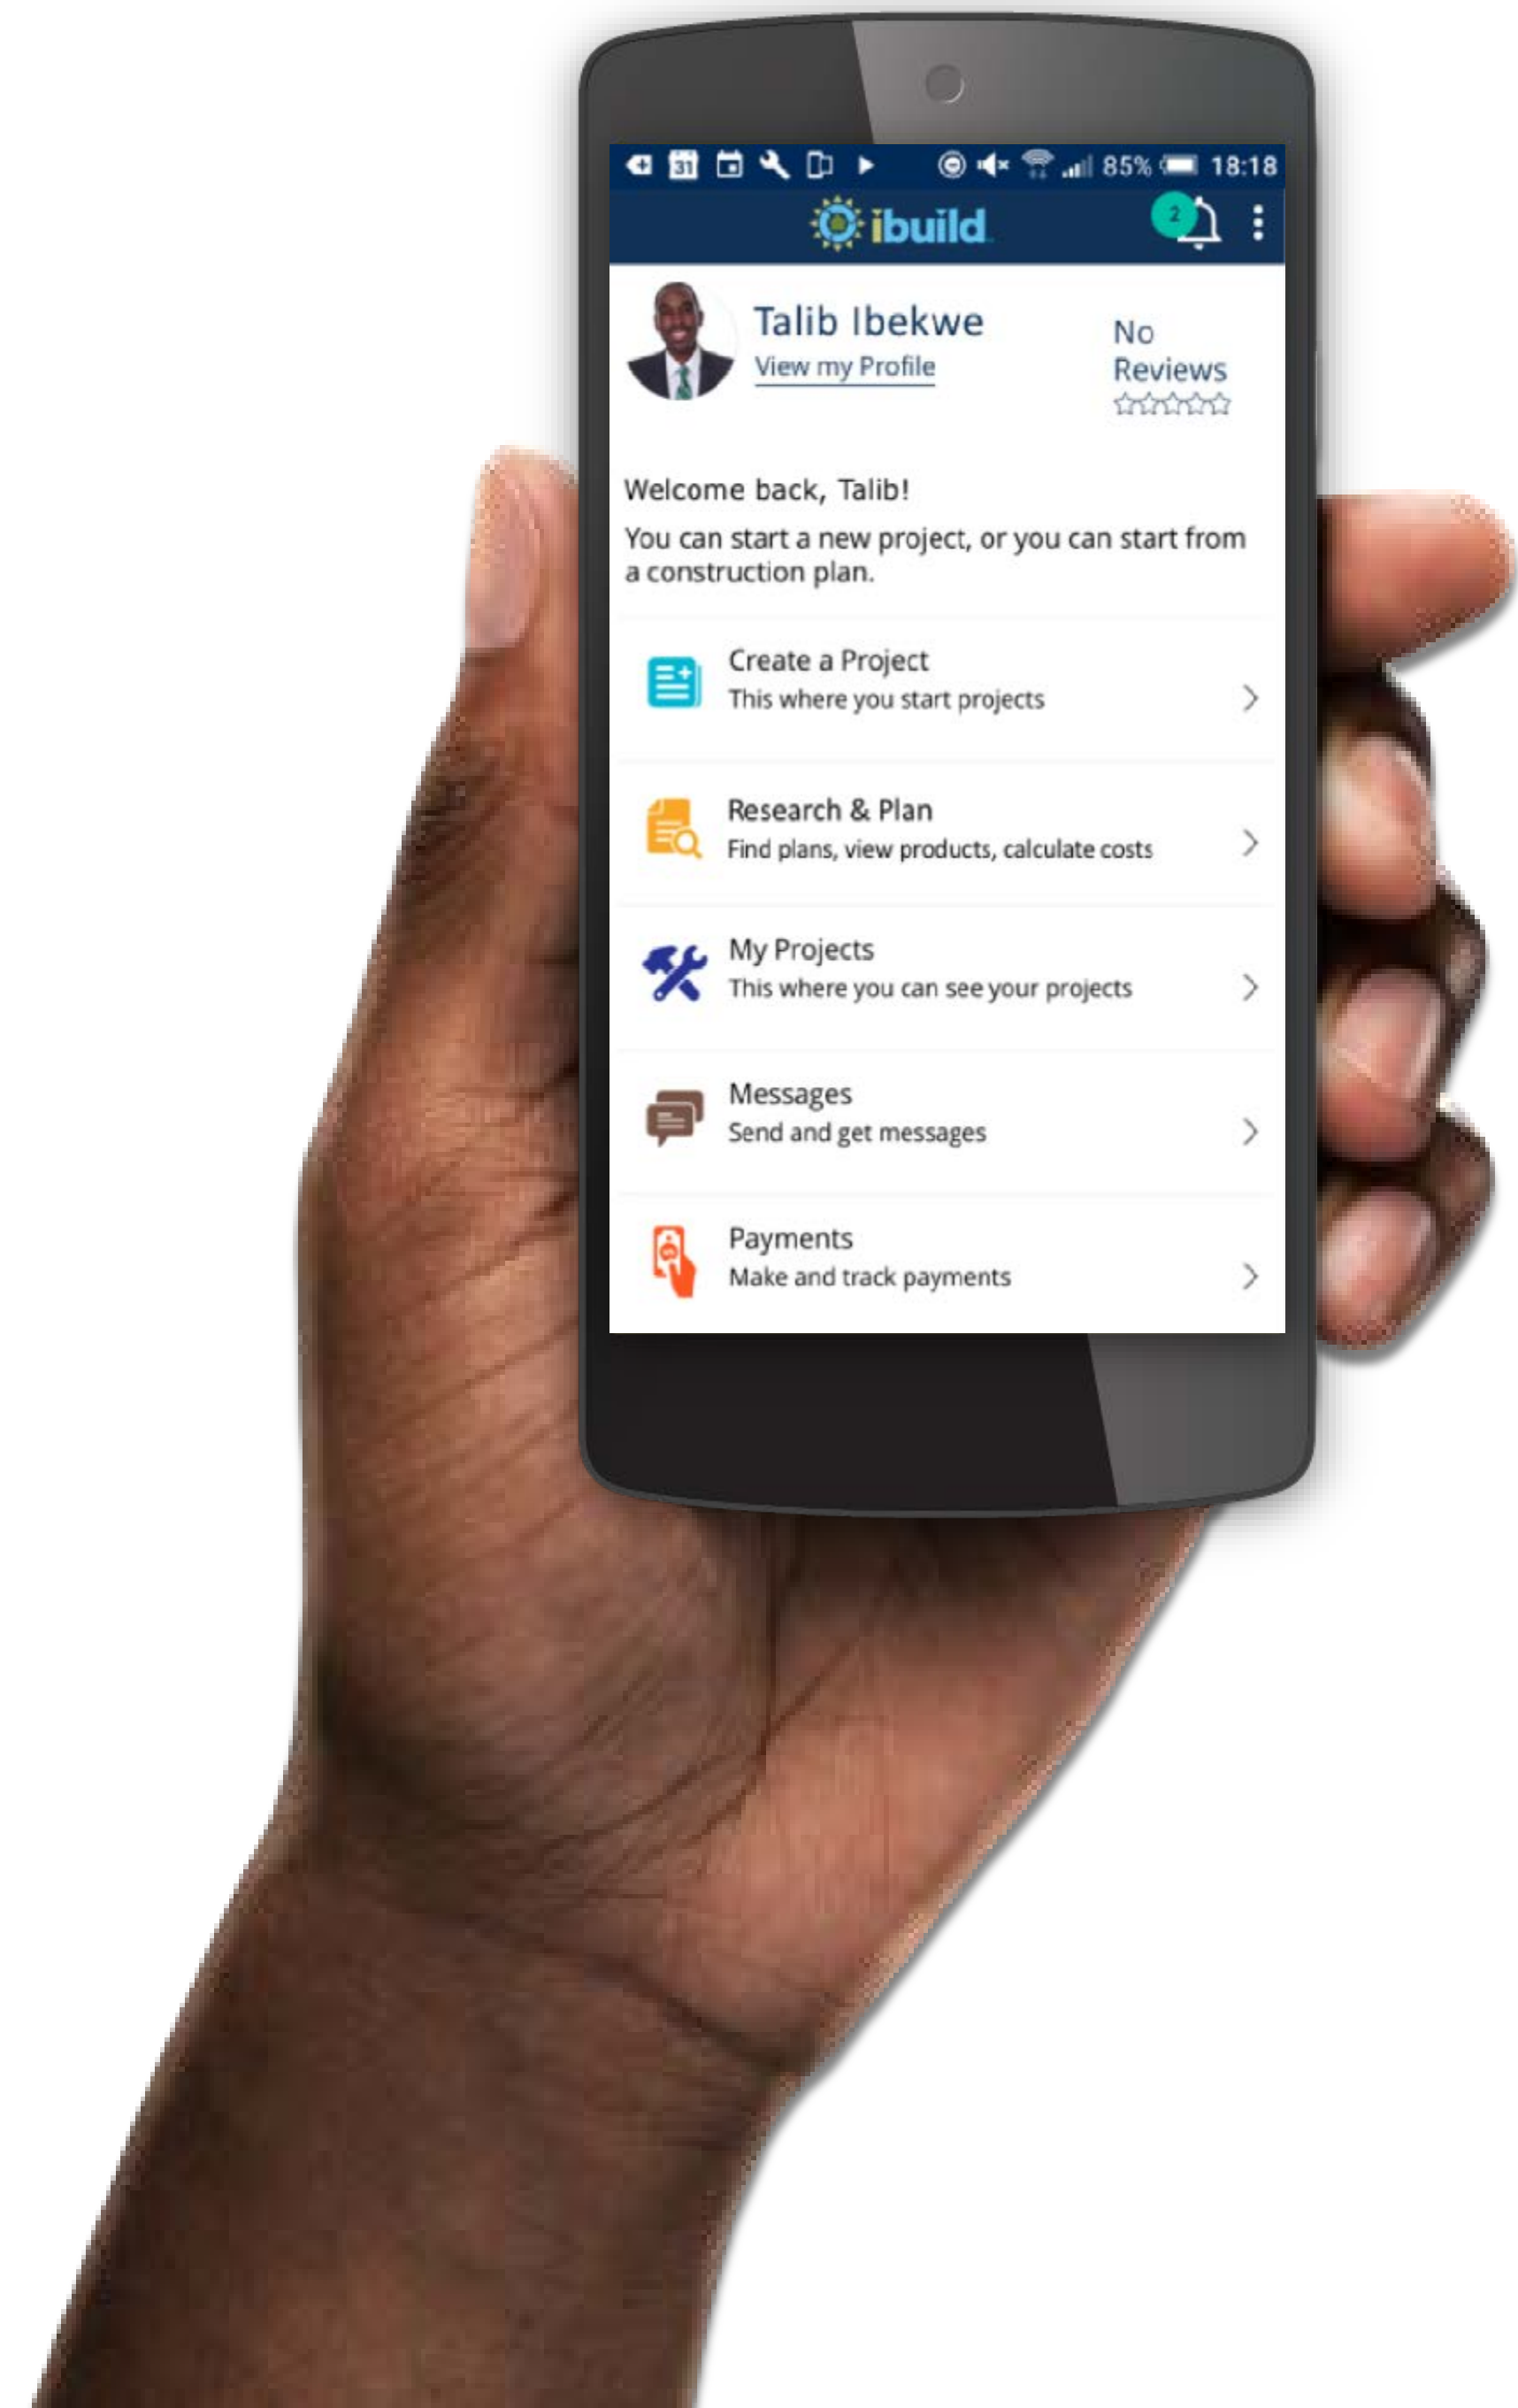 31 85% 18:18
ibuild 2
Talib Ibekwe
View my Profile
No
Reviews
Welcome back, Talib!
You can start a new project, or you can start from
a construction plan.
Create a Project
This where you start projects
Research & Plan
Find plans, view products, calculate costs
My Projects
This where you can see your projects
Messages
Send and get messages
Payments
Make and track payments